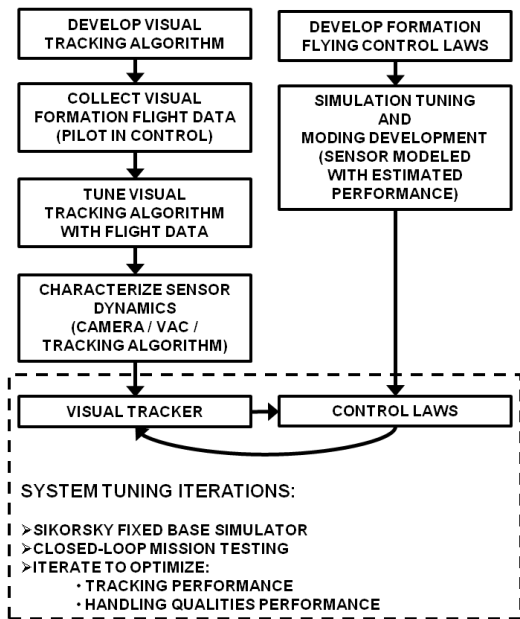 DEVELOP VISUAL
TRACKING ALGORITHM
COLLECT VISUAL
FORMATION FLIGHT DATA
(PILOT IN CONTROL)
TUNE VISUAL
TRACKING ALGORITHM
WITH FLIGHT DATA
CHARACTERIZE SENSOR
DYNAMICS
(CAMERA / VAC /
TRACKING ALGORITHM)
VISUAL TRACKER
DEVELOP FORMATION
FLYING CONTROL LAWS
SIMULATION TUNING
AND
MODING DEVELOPMENT
(SENSOR MODELED
WITH ESTIMATED
PERFORMANCE)
CONTROL LAWS
SYSTEM TUNING ITERATIONS:
➢SIKORSKY FIXED BASE SIMULATOR
➢CLOSED-LOOP MISSION TESTING
➢ITERATE TO OPTIMIZE:
• TRACKING PERFORMANCE
• HANDLING QUALITIES PERFORMANCE